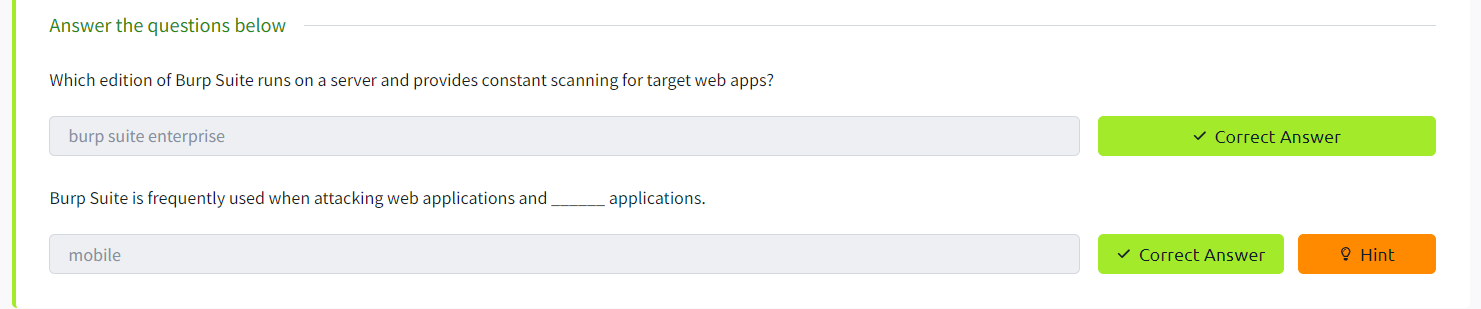 Answer the questions below
Which edition of Burp Suite runs on a server and provides constant scanning for target web apps?
burp suite enterprise
✓ Correct Answer
Burp Suite is frequently used when attacking web applications and ______ applications.
mobile
✓ Correct Answer
Hint